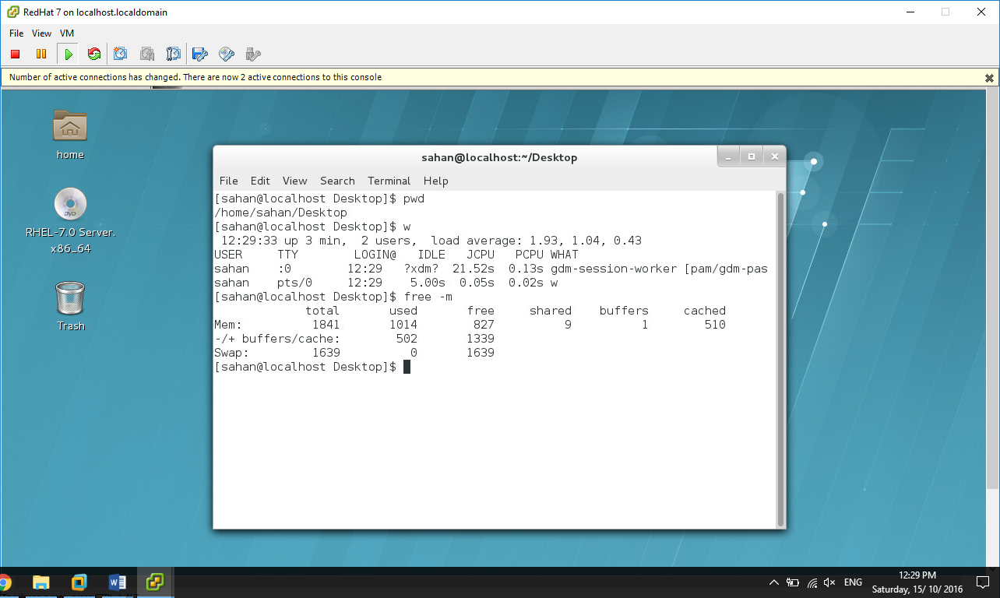 RedHat 7 on localhost.localdomain
File View VM
Number of active connections has changed. There are now 2 active connections to this console
home
RHEL-7.0 Server.
x86_64
Trash
sahan@localhost:~/Desktop
File Edit View Search Terminal Help
[sahan@localhost Desktop]$ pwd
/home/sahan/Desktop
[sahan@localhost Desktop]$ w
 12:29:33 up 3 min,  2 users,  load average: 1.93, 1.04, 0.43
USER     TTY        LOGIN@   IDLE   JCPU   PCPU WHAT
sahan    :0        12:29   ?xdm?  21.52s  0.13s gdm-session-worker [pam/gdm-pas
sahan    pts/0     12:29    5.00s  0.05s  0.02s w
[sahan@localhost Desktop]$ free -m
             total       used       free     shared    buffers     cached
Mem:          1841       1014        827          9          1        510
-/+ buffers/cache:        502       1339
Swap:         1639          0       1639
[sahan@localhost Desktop]$
DVD
ENG
12:29 PM
Saturday, 15/ 10/ 2016